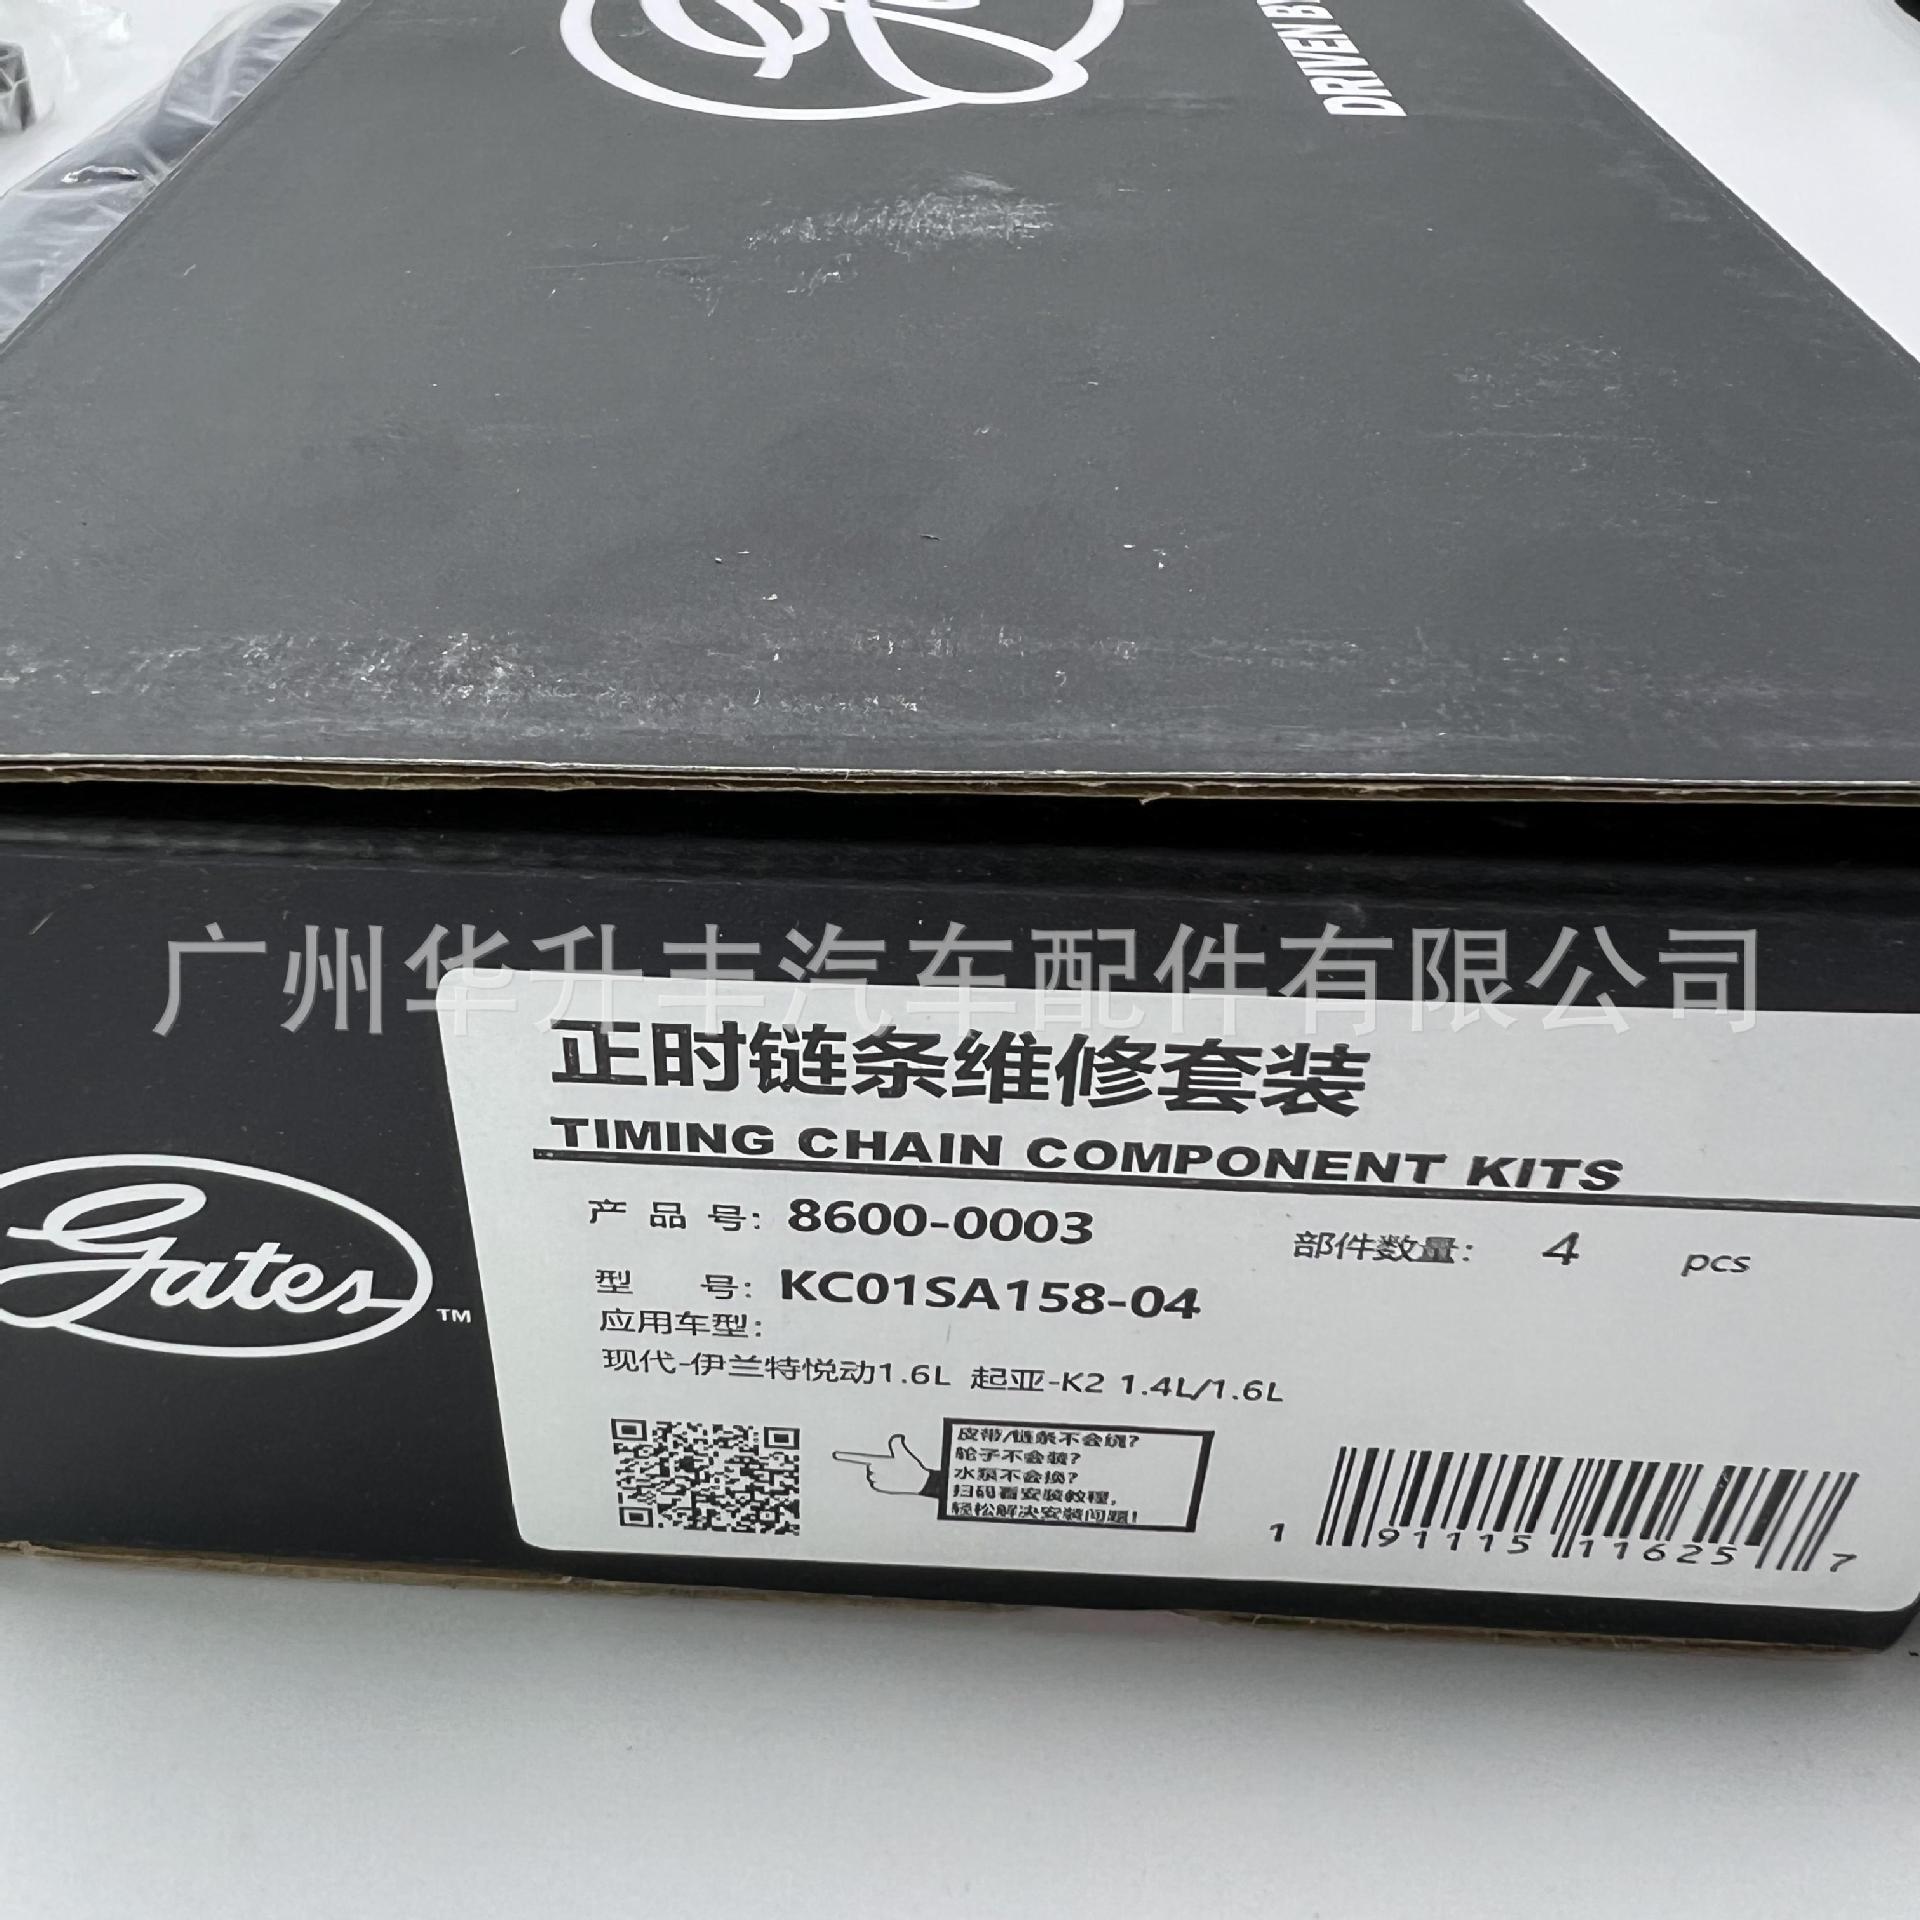 DRIVEN B
广州华升丰汽车配件有限公司
正时链条维修套装
TIMING CHAIN COMPONENT KITS
产品号: 8600-0003
部件数量: 4 pcs
型号: KC01SA158-04
应用车型:
现代-伊兰特悦动1.6L 起亚-K2 1.4L/1.6L
Gates™
皮带/链条不会绕?
轮子不会装?
水泵不会换?
扫码看安装教程,
轻松解决安装问题!
1 91115 11625 7